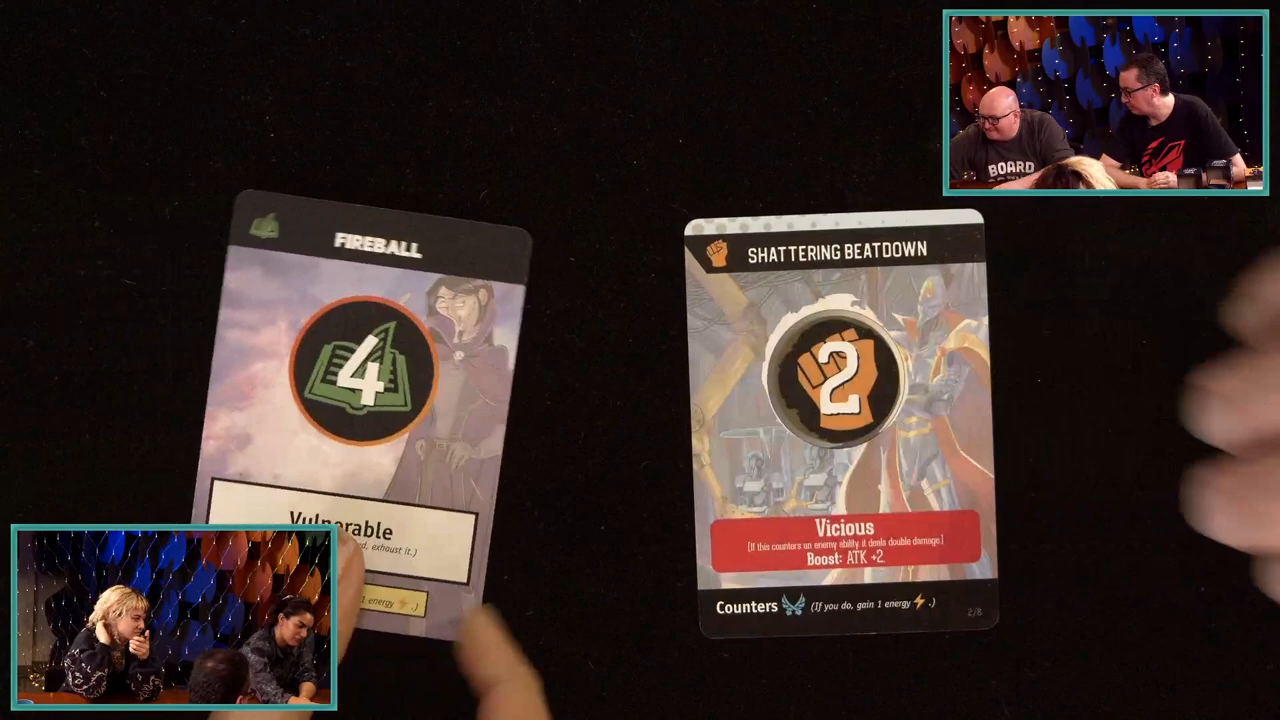 FIREBALL
4
Vulnerable
ed, exhaust it.)
1 energy .)
SHATTERING BEATDOWN
2
Vicious
(If this counters an enemy ability, it deals double damage)
Boost: ATK +2.
Counters (If you do, gain 1 energy .)
2/8
BOARD